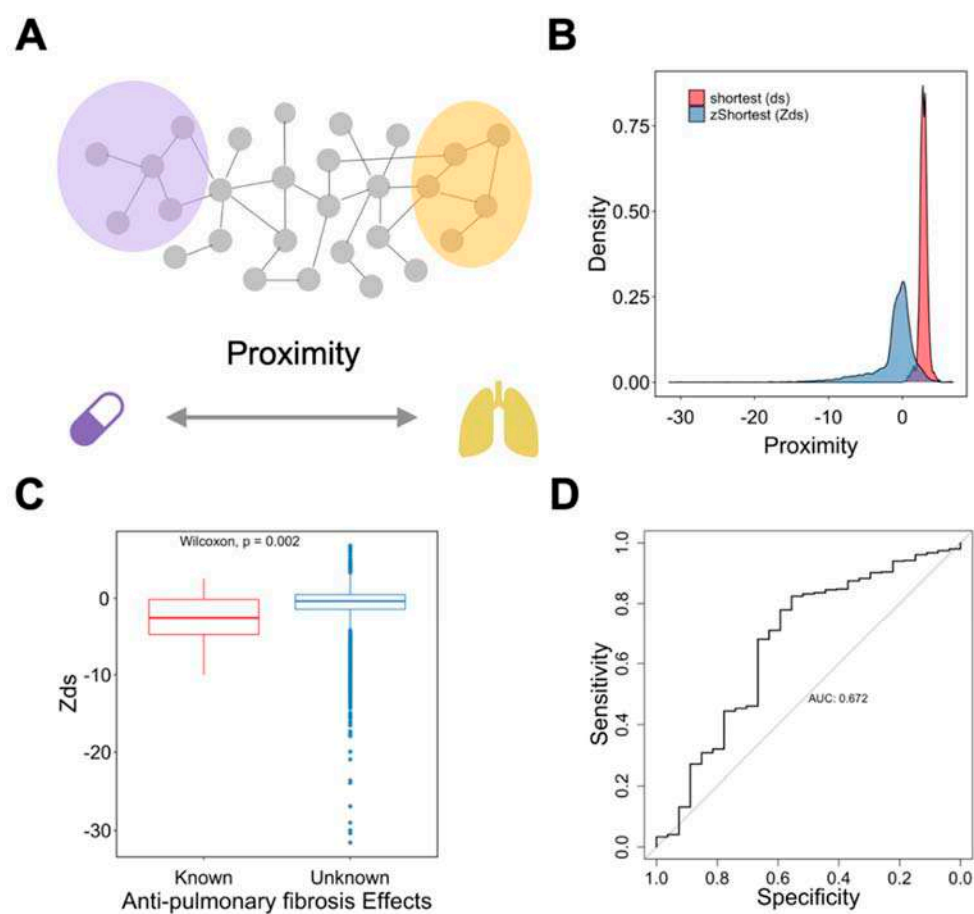 A
Proximity
B
shortest (ds)
zShortest (Zds)
Density
0.75
0.50
0.25
0.00
-30
-20
-10
0
Proximity
C
Wilcoxon, p = 0.002
Zds
0
-10
-20
-30
Known
Unknown
Anti-pulmonary fibrosis Effects
D
Sensitivity
1.0
0.8
0.6
0.4
0.2
0.0
AUC: 0.672
1.0
0.8
0.6
0.4
0.2
0.0
Specificity